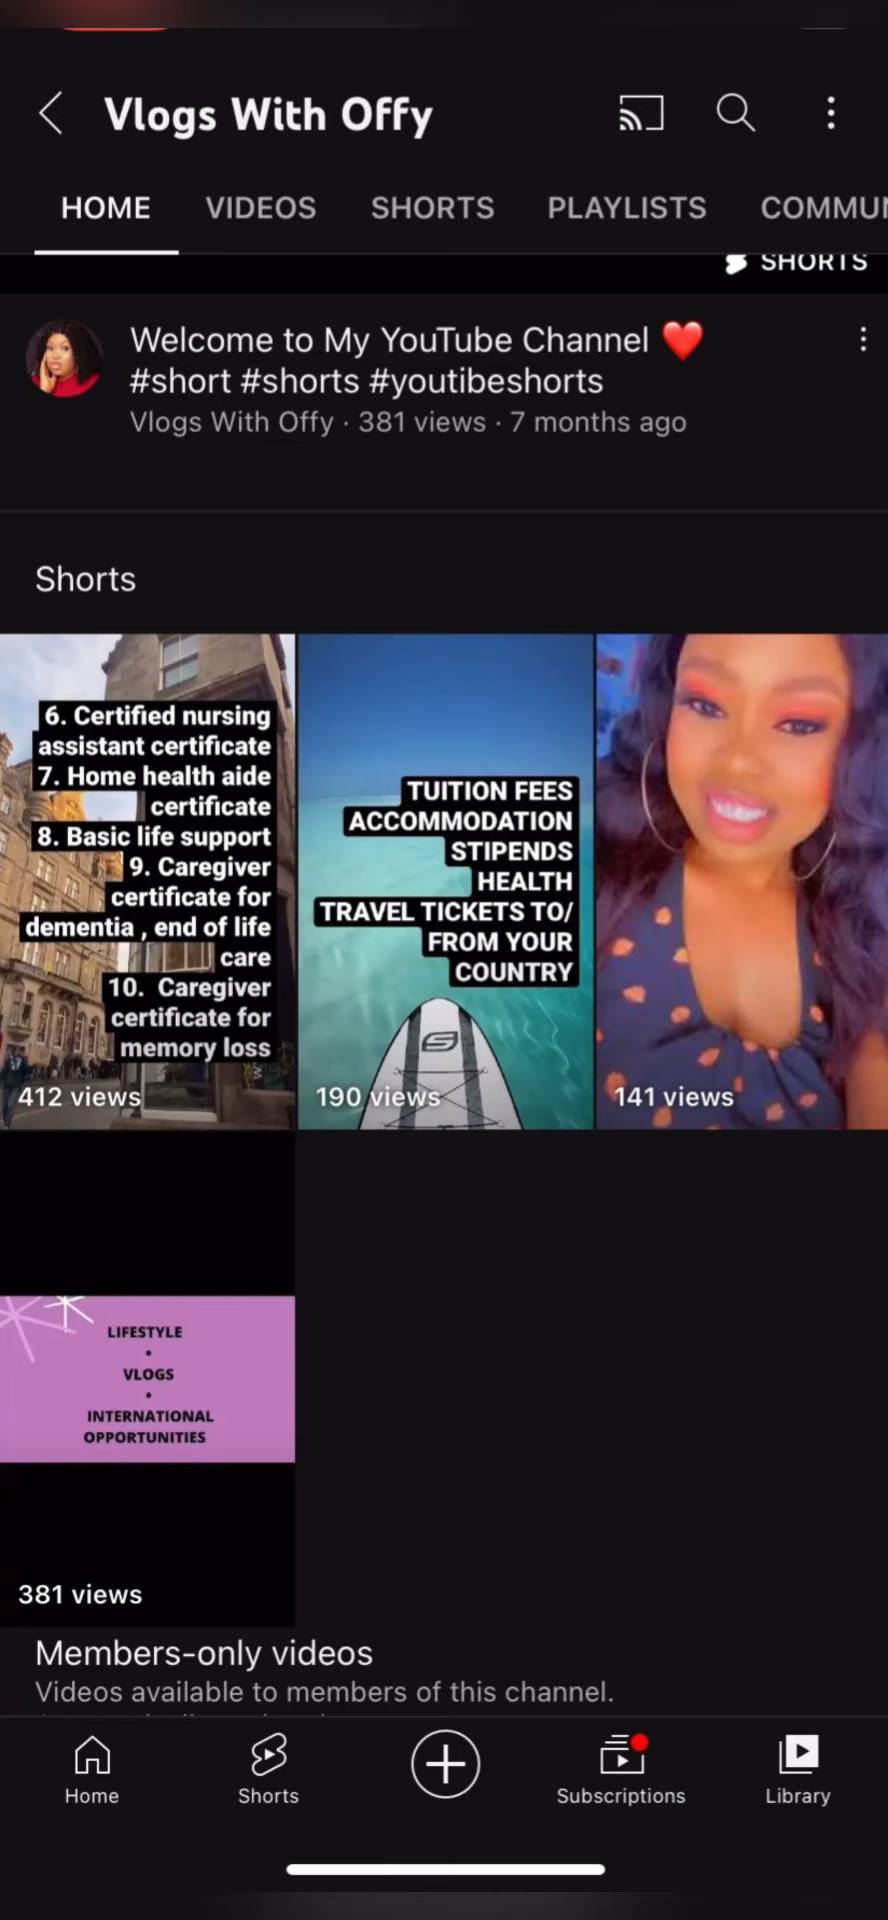 Vlogs With Offy
HOME VIDEOS SHORTS PLAYLISTS COMMUN
SHORTS
Welcome to My YouTube Channel ❤️
#short #shorts #youtibeshorts
Vlogs With Offy · 381 views · 7 months ago
Shorts
6. Certified nursing
assistant certificate
7. Home health aide
certificate
8. Basic life support
9. Caregiver
certificate for
dementia , end of life
care
10. Caregiver
certificate for
memory loss
412 views
TUITION FEES
ACCOMMODATION
STIPENDS
HEALTH
TRAVEL TICKETS TO/
FROM YOUR
COUNTRY
190 views
141 views
LIFESTYLE
•
VLOGS
•
INTERNATIONAL
OPPORTUNITIES
381 views
Members-only videos
Videos available to members of this channel.
Home Shorts Subscriptions Library